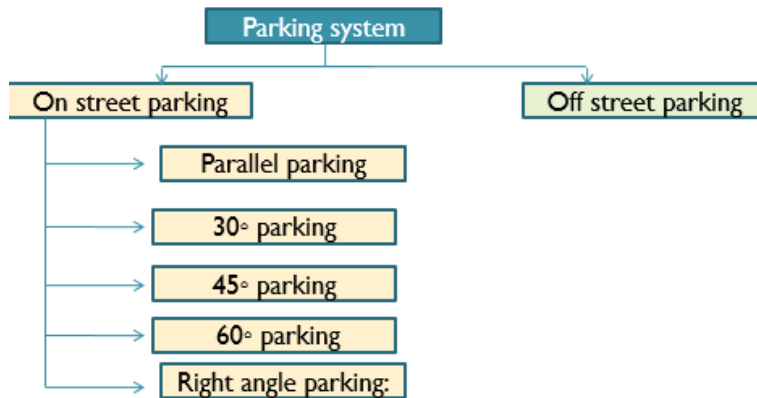 Parking system
On street parking
Off street parking
Parallel parking
30° parking
45° parking
60° parking
Right angle parking: